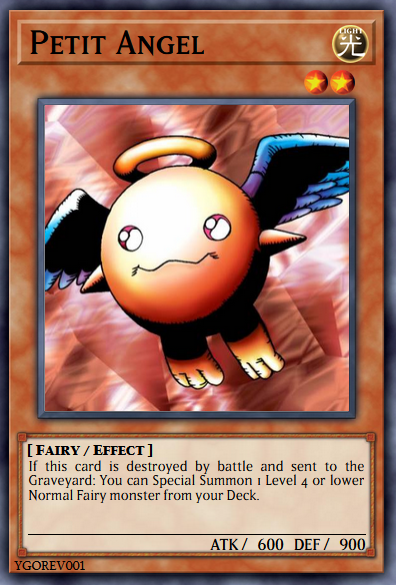 PETIT ANGEL
LIGHT
光
[ FAIRY / EFFECT ]
If this card is destroyed by battle and sent to the
Graveyard: You can Special Summon 1 Level 4 or lower
Normal Fairy monster from your Deck.
ATK / 600 DEF / 900
YGOREV001